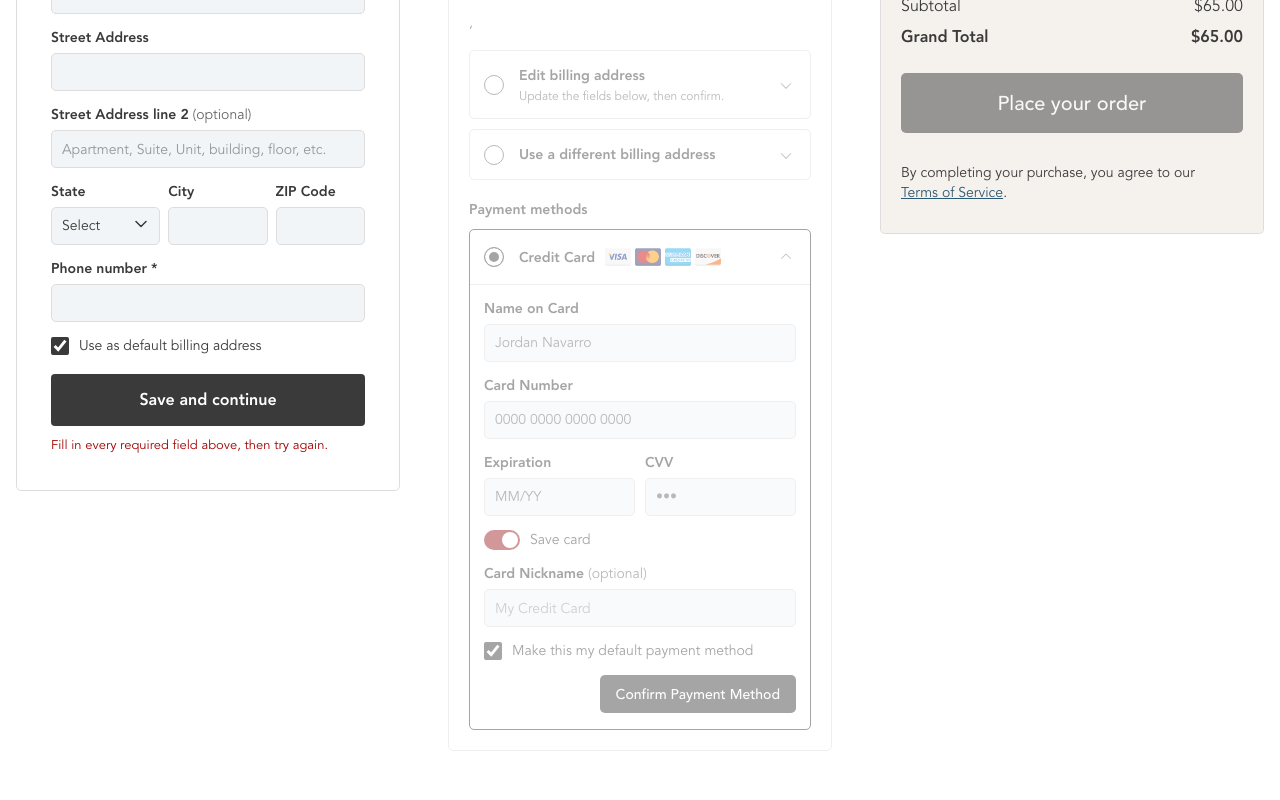 Street Address
Street Address line 2 (optional)
Apartment, Suite, Unit, building, floor, etc.
State
City
ZIP Code
Select
Phone number *
Use as default billing address
Save and continue
Fill in every required field above, then try again.
,
Edit billing address
Update the fields below, then confirm.
Use a different billing address
Payment methods
Credit Card
VISA
DISCOVER
Name on Card
Jordan Navarro
Card Number
0000 0000 0000 0000
Expiration
CVV
MM/YY
•••
Save card
Card Nickname (optional)
My Credit Card
Make this my default payment method
Confirm Payment Method
Subtotal $65.00
Grand Total $65.00
Place your order
By completing your purchase, you agree to our
Terms of Service.